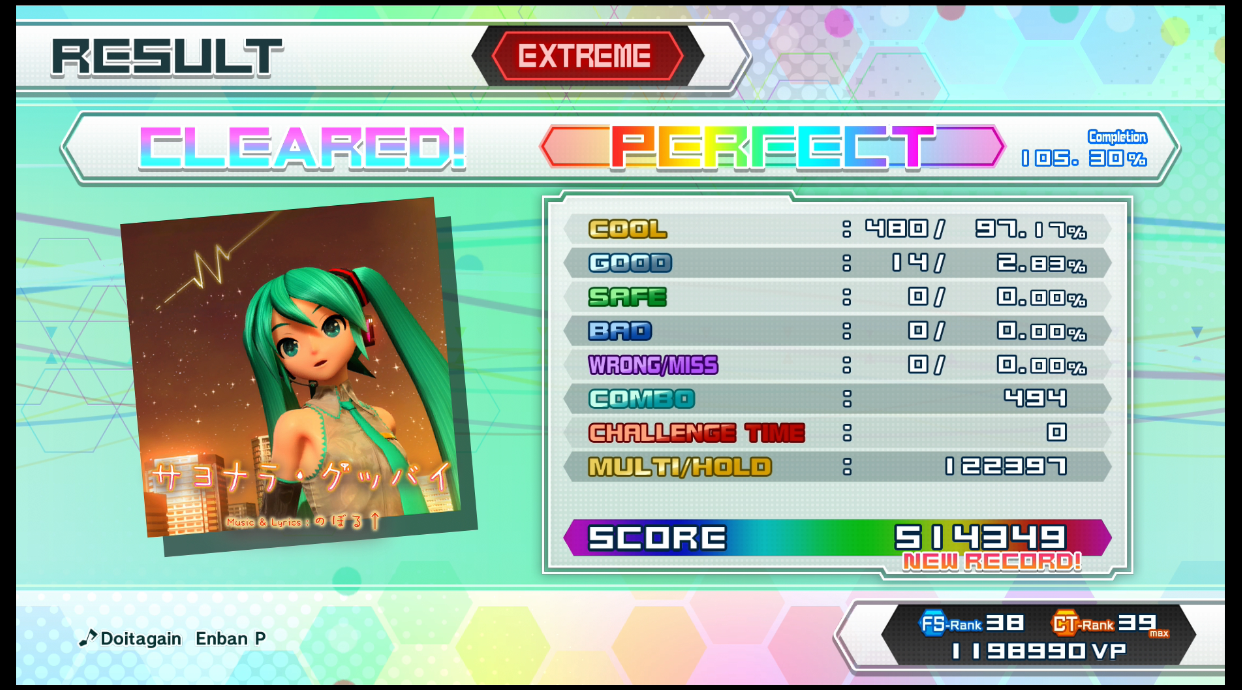 RESULT
EXTREME
CLEARED!
PERFECT
Completion
105.30%
COOL : 480/ 97.17%
GOOD : 14/ 2.83%
SAFE : 0/ 0.00%
BAD : 0/ 0.00%
WRONG/MISS : 0/ 0.00%
COMBO : 494
CHALLENGE TIME : 0
MULTI/HOLD : 122397
SCORE 514349
NEW RECORD!
サヨナラ・グッバイ
Music & Lyrics : のぼる↑
Doitagain Enban P
FS-Rank 38 CT-Rank 39 max
1198990 VP